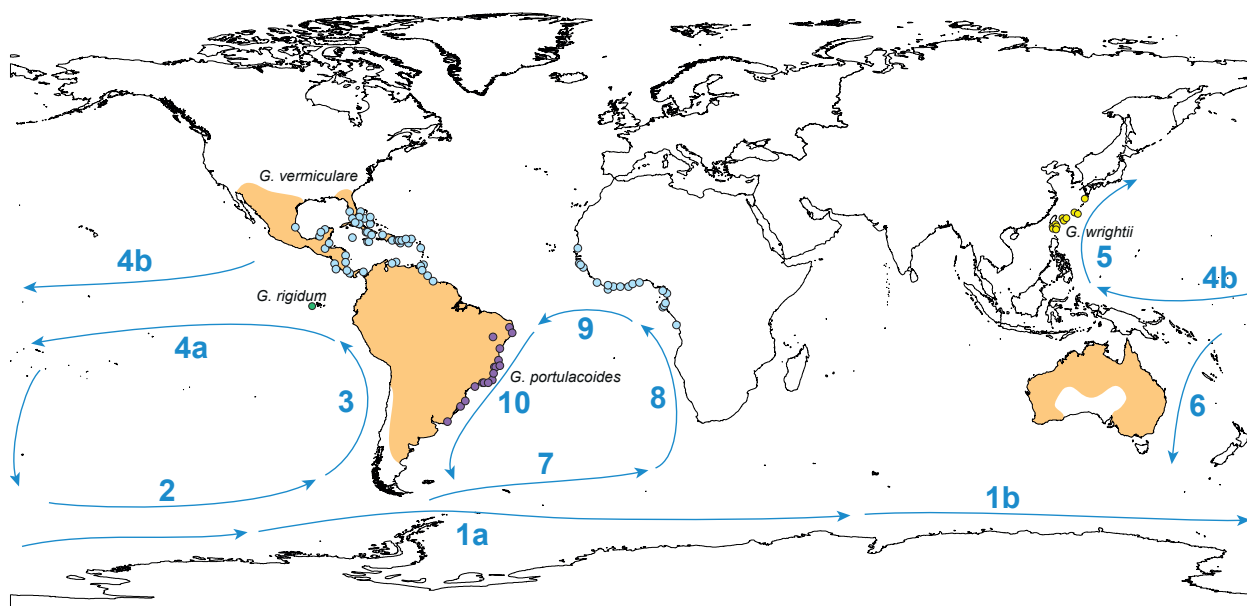 G. vermiculare
G. wrightii
5
4b
4b
G. rigidum
4a
9
G. portulacoides
3
10
8
6
7
2
1b
1a